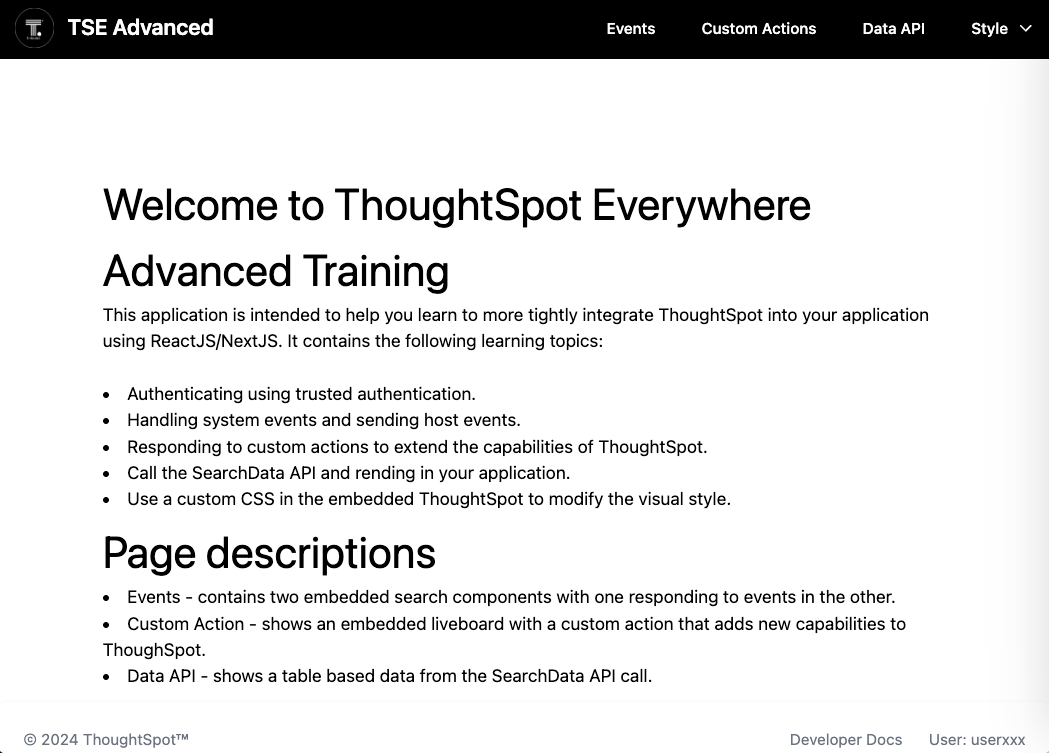 TSE Advanced
Events Custom Actions Data API Style
Welcome to ThoughtSpot Everywhere
Advanced Training
This application is intended to help you learn to more tightly integrate ThoughtSpot into your application
using ReactJS/NextJS. It contains the following learning topics:
• Authenticating using trusted authentication.
• Handling system events and sending host events.
• Responding to custom actions to extend the capabilities of ThoughtSpot.
• Call the SearchData API and rending in your application.
• Use a custom CSS in the embedded ThoughtSpot to modify the visual style.
Page descriptions
• Events - contains two embedded search components with one responding to events in the other.
• Custom Action - shows an embedded liveboard with a custom action that adds new capabilities to
ThoughSpot.
• Data API - shows a table based data from the SearchData API call.
© 2024 ThoughtSpot™
Developer Docs User: userxxx